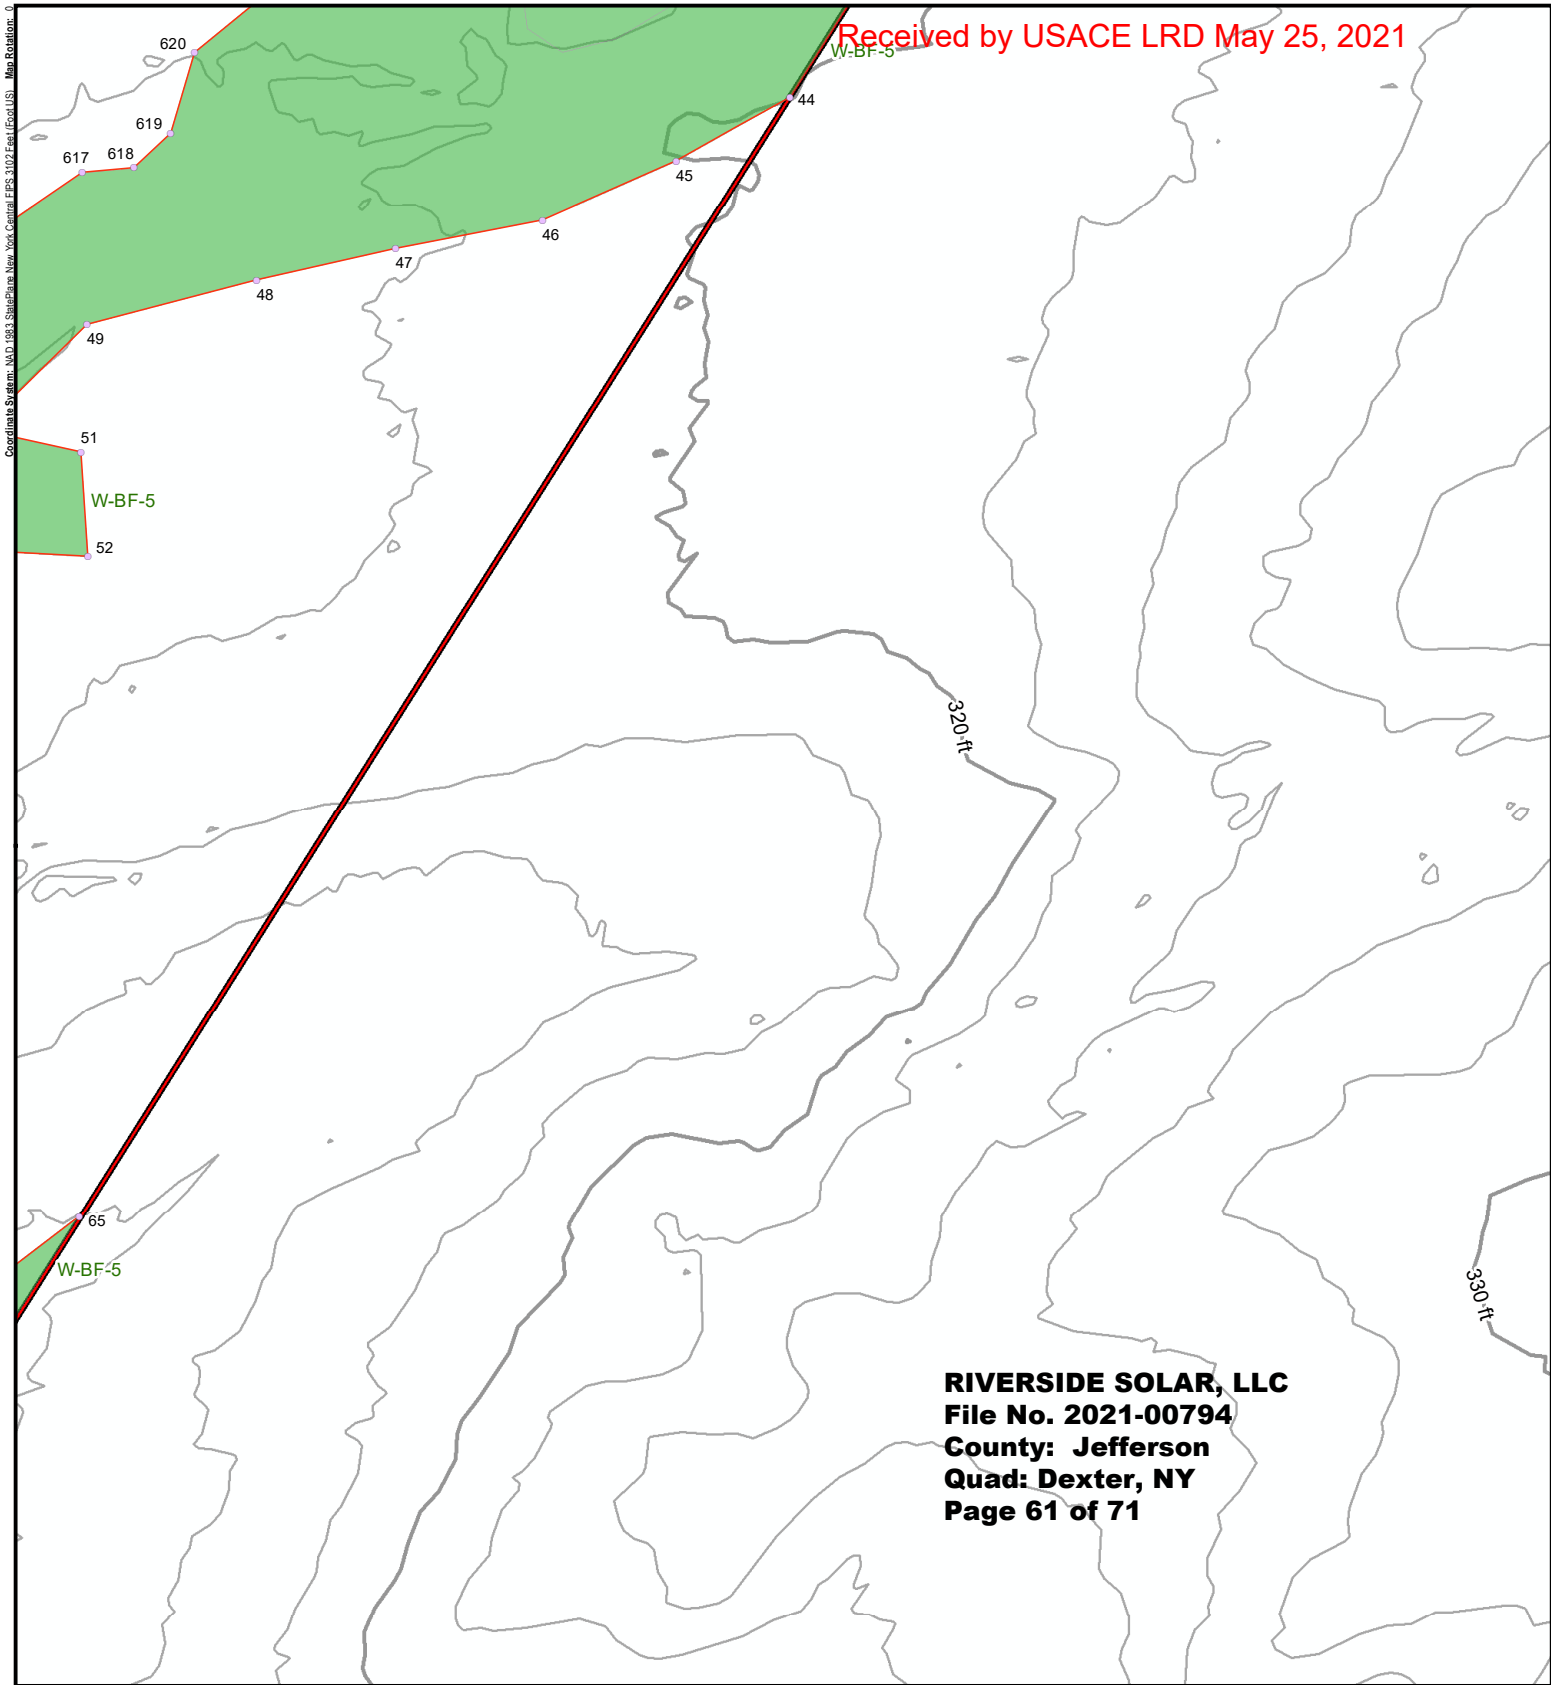 Coordinate System: NAD 1983 StatePlane New York Central FIPS 3102 Feet (Foot US) Map Rotation: 0
Received by USACE LRD May 25, 2021
W-BF-5
620
44
619
617
618
45
46
47
48
49
51
W-BF-5
52
320 ft
65
W-BF-5
330 ft
RIVERSIDE SOLAR, LLC
File No. 2021-00794
County: Jefferson
Quad: Dexter, NY
Page 61 of 71